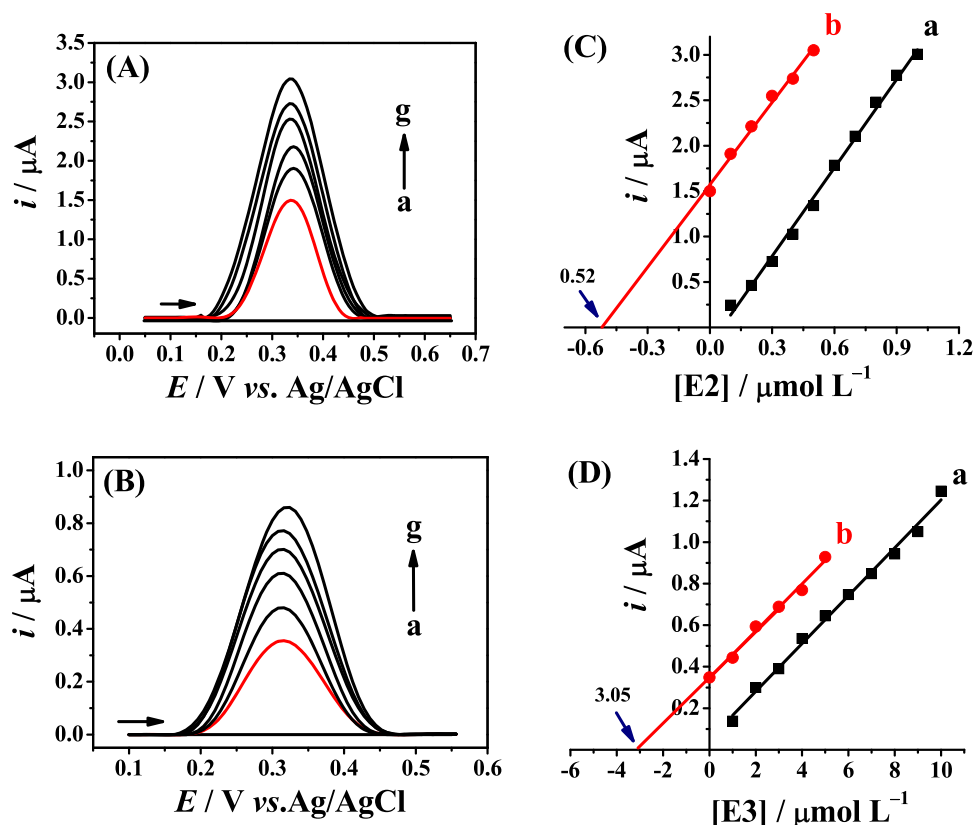 (A)
3.5
3.0
2.5
2.0
1.5
1.0
0.5
0.0
g
a
i / µA
0.0 0.1 0.2 0.3 0.4 0.5 0.6 0.7
E / V vs. Ag/AgCl
(C)
b
a
3.0
2.5
2.0
1.5
1.0
0.5
i / µA
0.52
-0.6 -0.3 0.0 0.3 0.6 0.9 1.2
[E2] / µmol L⁻¹
(B)
1.0
0.8
0.6
0.4
0.2
0.0
g
a
i / µA
0.1 0.2 0.3 0.4 0.5 0.6
E / V vs.Ag/AgCl
(D)
a
b
1.4
1.2
1.0
0.8
0.6
0.4
0.2
i / µA
3.05
-6 -4 -2 0 2 4 6 8 10
[E3] / µmol L⁻¹